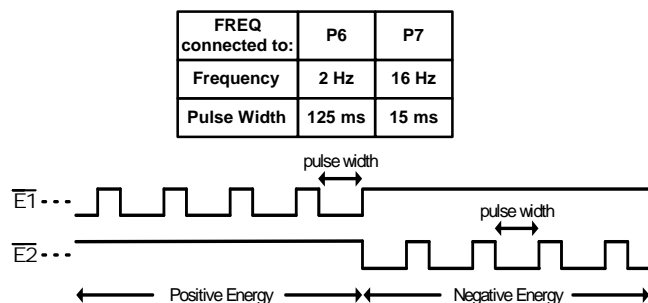 FREQ connected to: P6 P7
Frequency 2 Hz 16 Hz
Pulse Width 125 ms 15 ms
pulse width
E1
pulse width
E2
Positive Energy Negative Energy